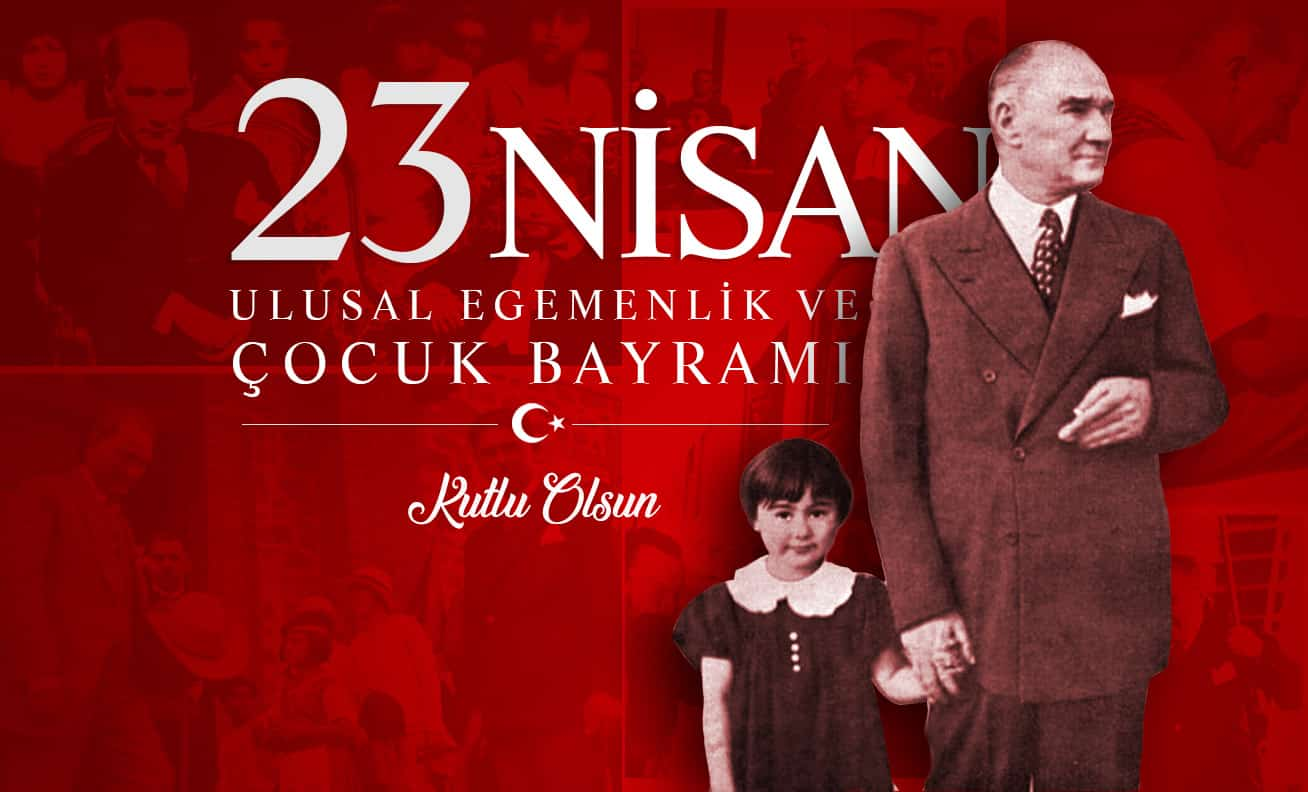 23 NİSAN
ULUSAL EGEMENLİK VE
ÇOCUK BAYRAMI
Kutlu Olsun